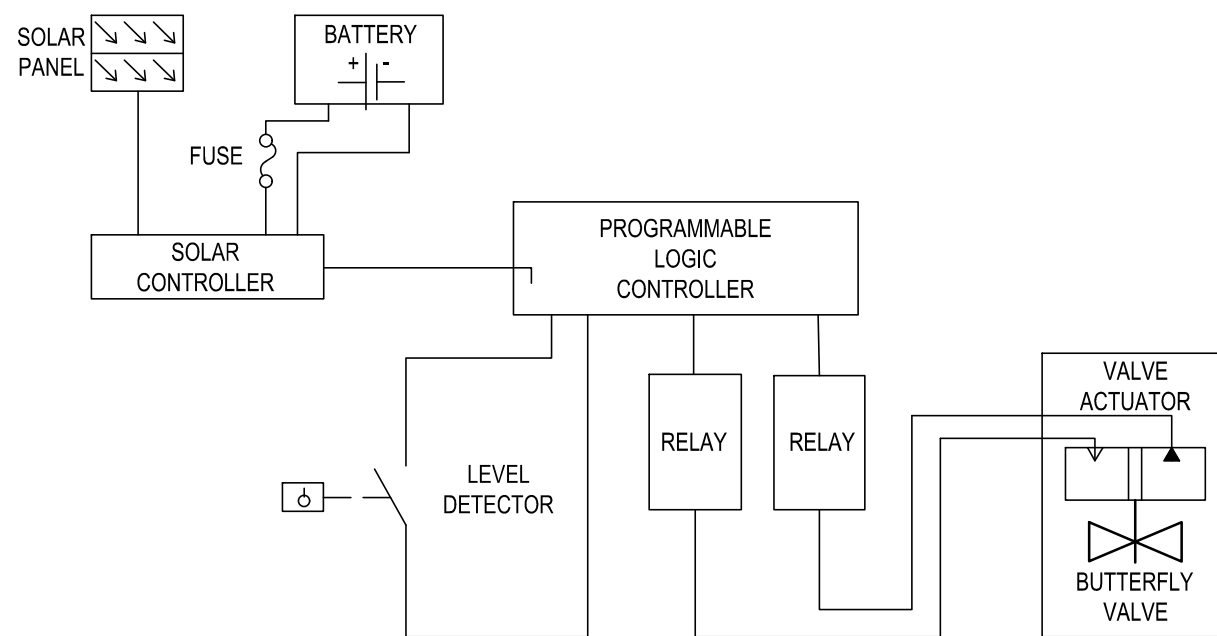 SOLAR
PANEL
BATTERY
+ -
FUSE
SOLAR
CONTROLLER
PROGRAMMABLE
LOGIC
CONTROLLER
VALVE
ACTUATOR
RELAY
RELAY
LEVEL
DETECTOR
BUTTERFLY
VALVE